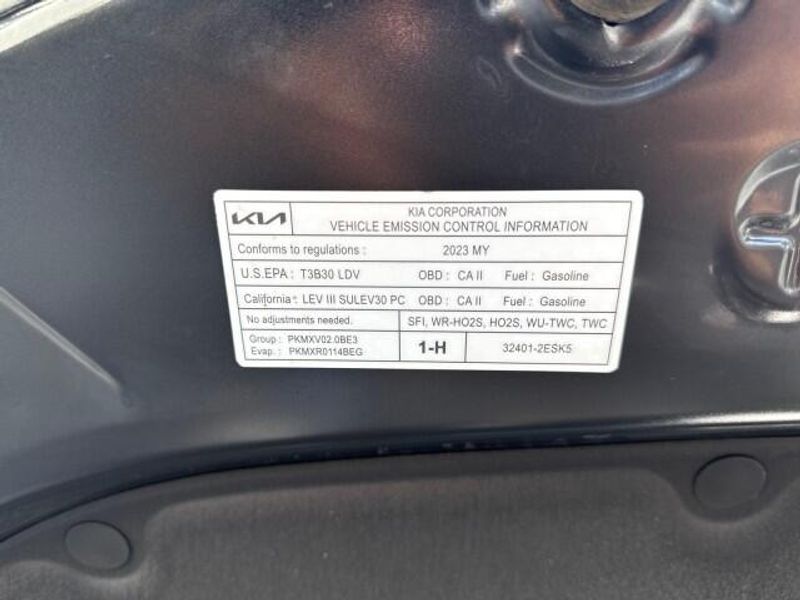 KIA
KIA CORPORATION
VEHICLE EMISSION CONTROL INFORMATION
Conforms to regulations : 2023 MY
U.S.EPA : T3B30 LDV OBD : CA II Fuel : Gasoline
California : LEV III SULEV30 PC OBD : CA II Fuel : Gasoline
No adjustments needed. SFI, WR-HO2S, HO2S, WU-TWC, TWC
Group : PKMXV02.0BE3
Evap. : PKMXR0114BEG
1-H
32401-2ESK5